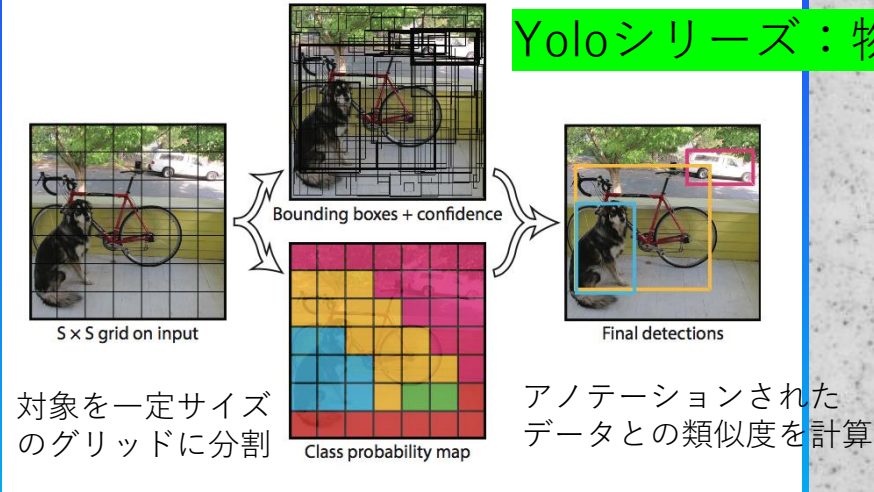 Yoloシリーズ：物
Bounding boxes + confidence
S × S grid on input
Final detections
対象を一定サイズ
のグリッドに分割
Class probability map
アノテーションされた
データとの類似度を計算